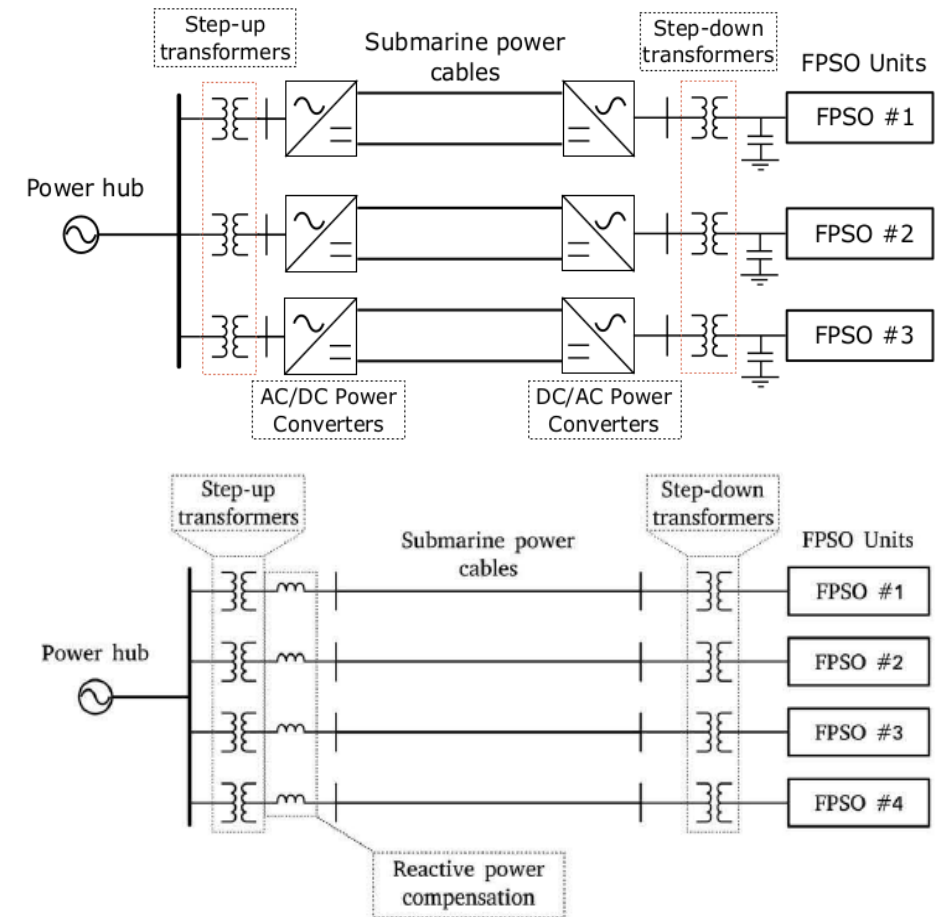 Step-up
transformers
Submarine power
cables
Step-down
transformers
FPSO Units
FPSO #1
Power hub
FPSO #2
FPSO #3
AC/DC Power
Converters
DC/AC Power
Converters
Step-up
transformers
Submarine power
cables
Step-down
transformers
FPSO Units
FPSO #1
Power hub
FPSO #2
FPSO #3
FPSO #4
Reactive power
compensation